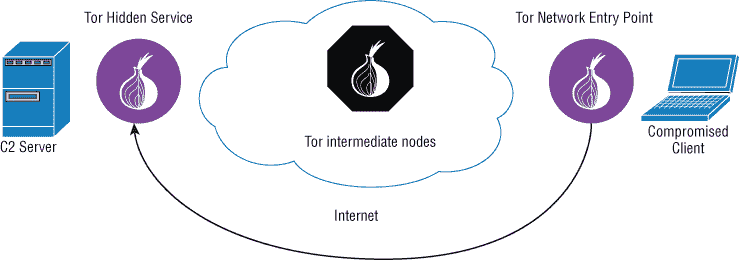 Tor Hidden Service
Tor Network Entry Point
Tor intermediate nodes
C2 Server
Compromised
Client
Internet